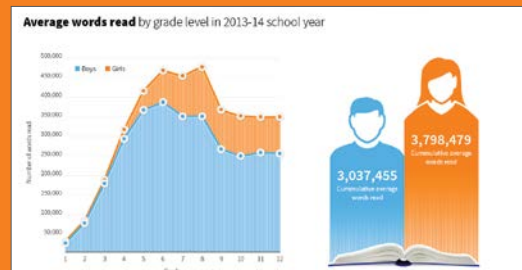 Average words read by grade level in 2013-14 school year
500,000
450,000
400,000
350,000
300,000
250,000
200,000
150,000
100,000
50,000
Boys Girls
Number of words read
1 2 3 4 5 6 7 8 9 10 11 12
3,037,455
Cummulative average
words read
3,798,479
Cummulative average
words read